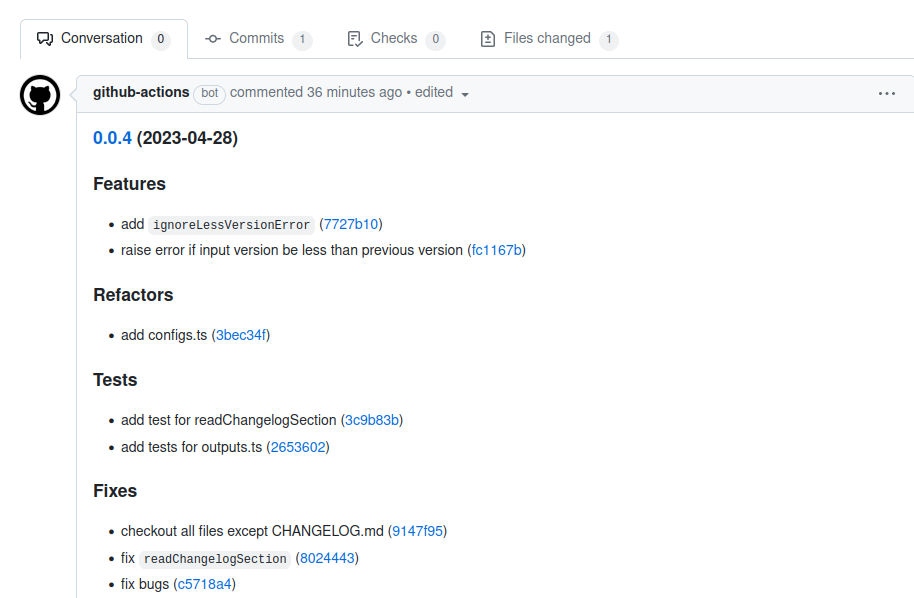 Conversation 0 Commits 1 Checks 0 Files changed 1
github-actions bot commented 36 minutes ago • edited
0.0.4 (2023-04-28)
Features
• add ignoreLessVersionError (7727b10)
• raise error if input version be less than previous version (fc1167b)
Refactors
• add configs.ts (3bec34f)
Tests
• add test for readChangelogSection (3c9b83b)
• add tests for outputs.ts (2653602)
Fixes
• checkout all files except CHANGELOG.md (9147f95)
• fix readChangelogSection (8024443)
• fix bugs (c5718a4)